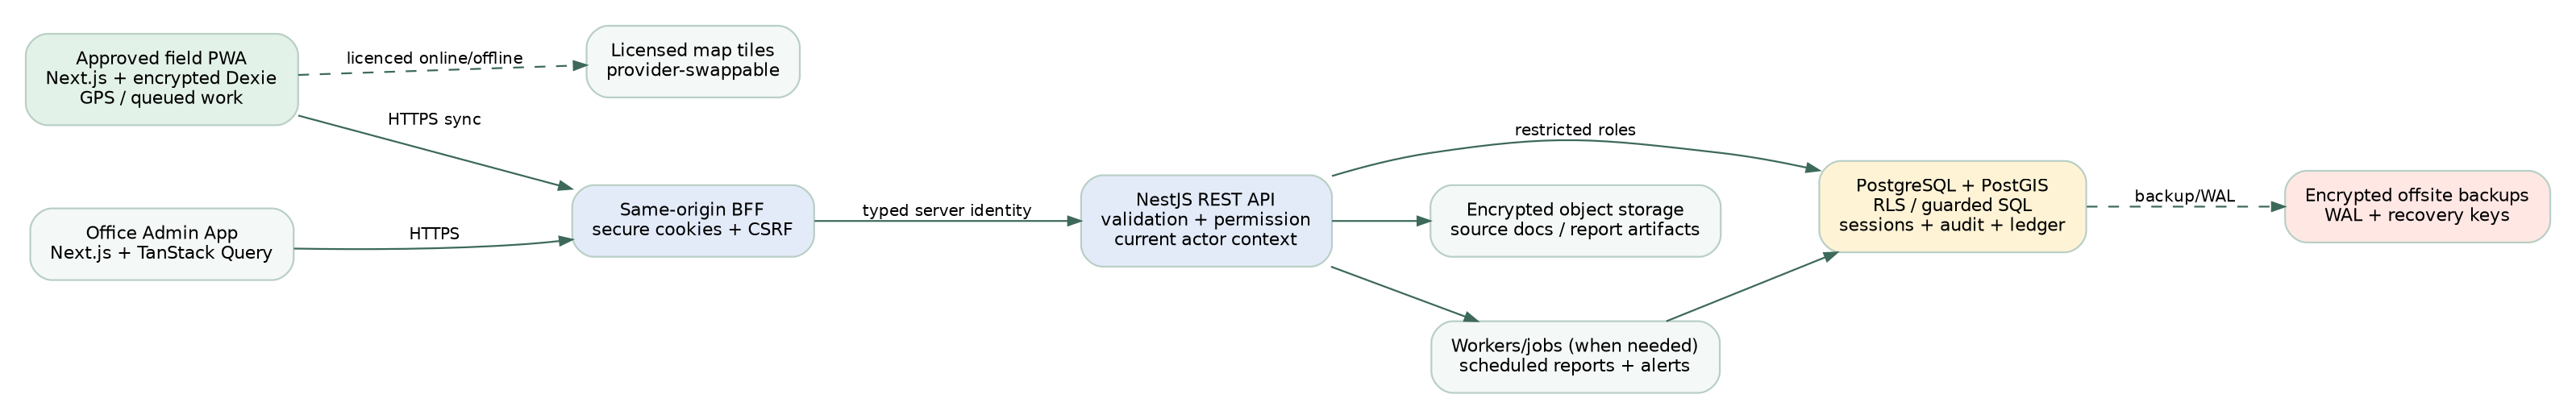 Approved field PWA
Next.js + encrypted Dexie
GPS / queued work
licenced online/offline
Licensed map tiles
provider-swappable
HTTPS sync
Office Admin App
Next.js + TanStack Query
HTTPS
Same-origin BFF
secure cookies + CSRF
typed server identity
NestJS REST API
validation + permission
current actor context
restricted roles
Encrypted object storage
source docs / report artifacts
Workers/jobs (when needed)
scheduled reports + alerts
PostgreSQL + PostGIS
RLS / guarded SQL
sessions + audit + ledger
backup/WAL
Encrypted offsite backups
WAL + recovery keys